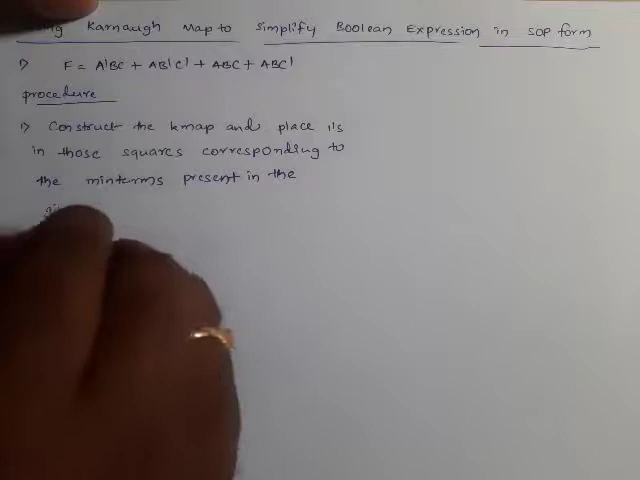 Karnaugh Map to simplify Boolean Expression in SOP form
1) F = A'BC + AB'C' + ABC + ABC'
procedure
1) Construct the kmap and place 1's
in those squares corresponding to
the minterms present in the